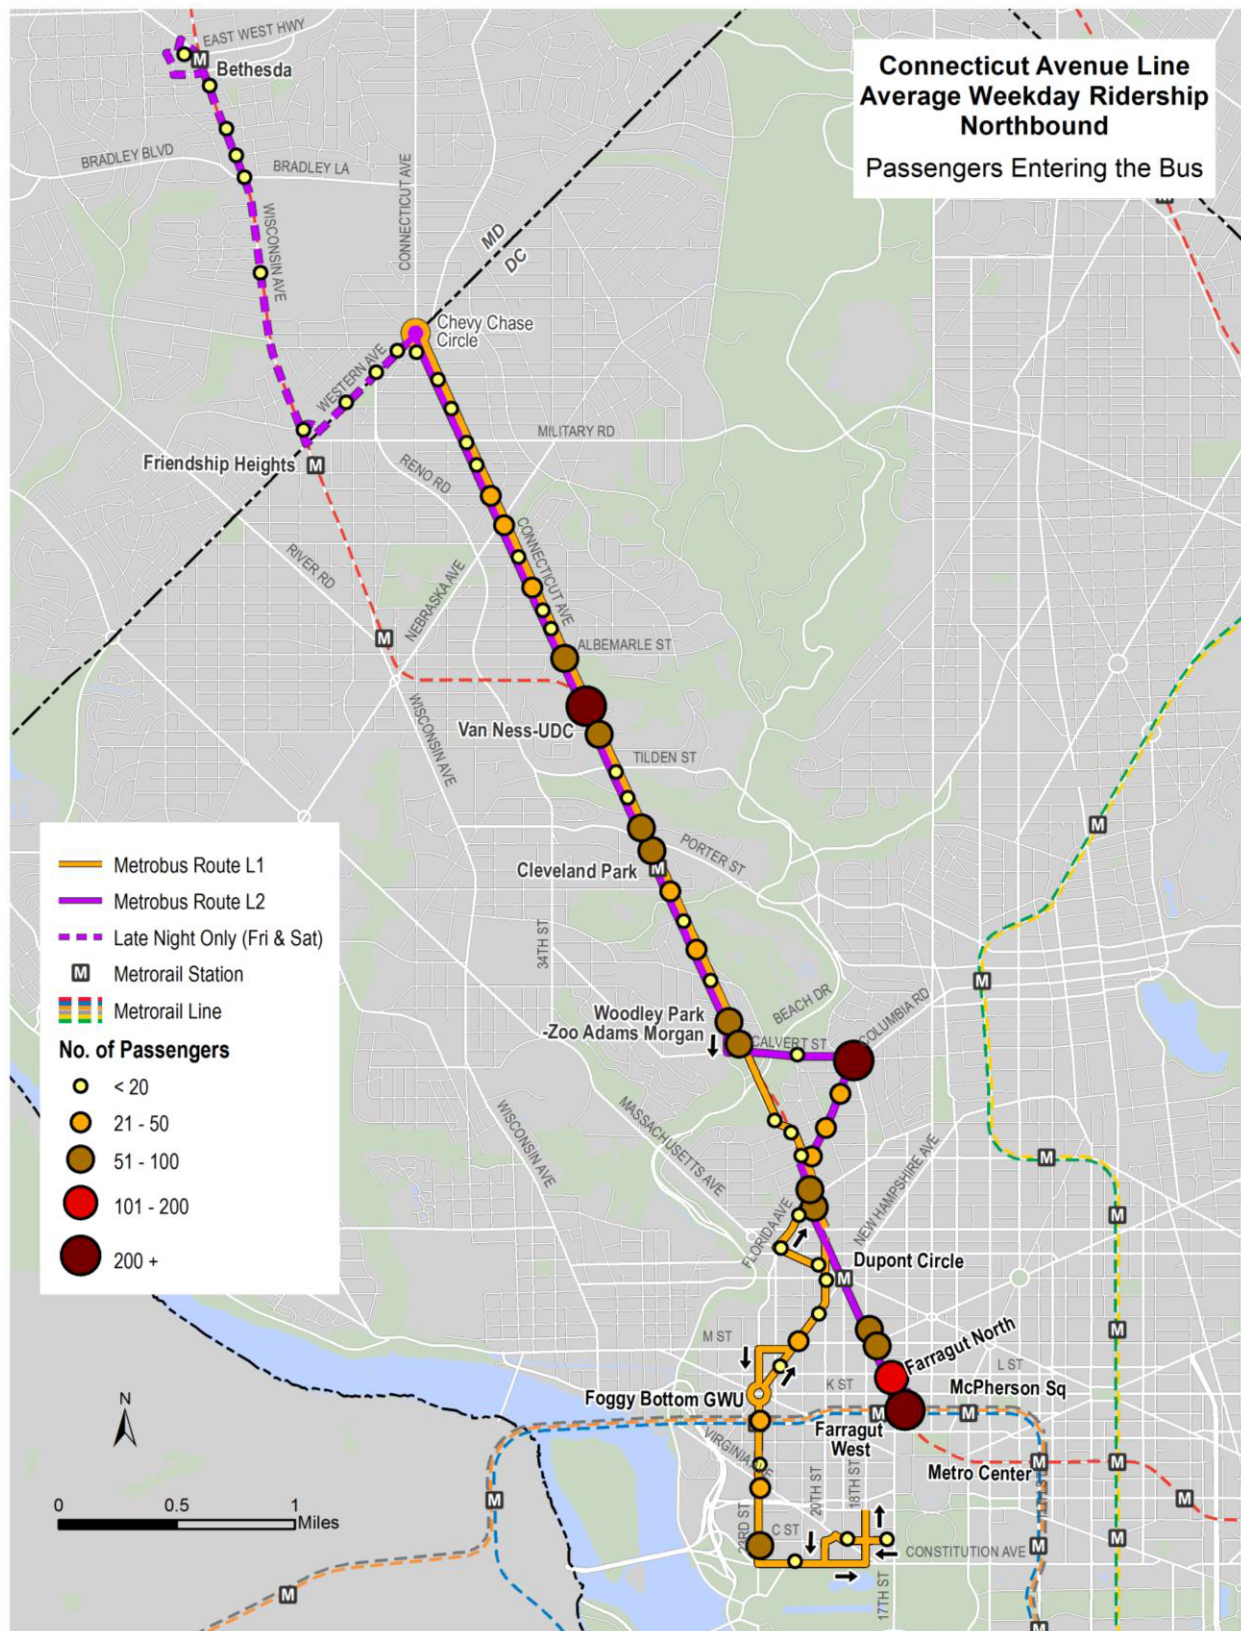 Connecticut Avenue Line
Average Weekday Ridership
Northbound
Passengers Entering the Bus
EAST WEST HWY
M
Bethesda
BRADLEY BLVD
BRADLEY LA
CONNECTICUT AVE
WISCONSIN AVE
MD
DC
M
Chevy Chase
Circle
WESTERN AVE
MILITARY RD
Friendship Heights
M
RENO RD
CONNECTICUT AVE
RIVER RD
NEBRASKA AVE
M
ALBEMARLE ST
WISCONSIN AVE
Van Ness-UDC
TILDEN ST
M
PORTER ST
Cleveland Park
M
34TH ST
BEACH DR
M
COLUMBIA RD
Woodley Park
-Zoo Adams Morgan
CALVERT ST
WISCONSIN AVE
MASSACHUSETTS AVE
M
NEW HAMPSHIRE AVE
FLORIDA AVE
M
Dupont Circle
M
M ST
M
Farragut North
L ST
K ST
McPherson Sq
Foggy Bottom GWU
M
M
Farragut
West
VIRGINIA AVE
20TH ST
18TH ST
Metro Center
M
M
M
M
23RD ST
C ST
CONSTITUTION AVE
M
M
17TH ST
M
M
Metrobus Route L1
Metrobus Route L2
Late Night Only (Fri & Sat)
M
Metrorail Station
Metrorail Line
No. of Passengers
< 20
21 - 50
51 - 100
101 - 200
200 +
N
0
0.5
1
Miles